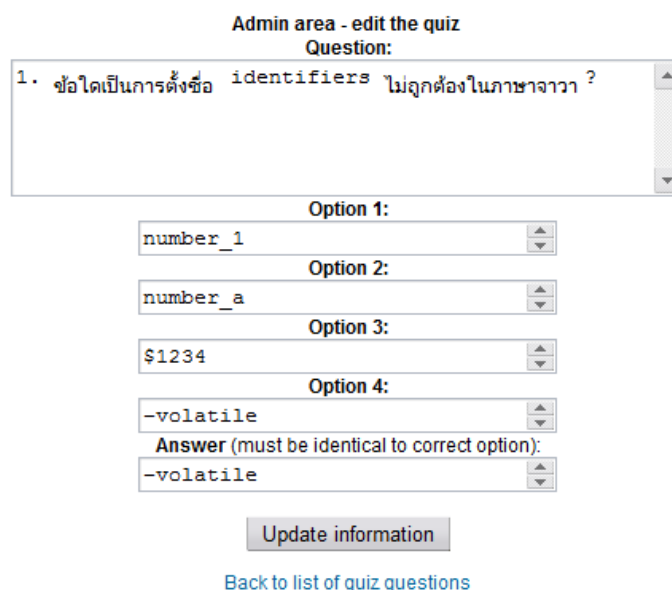 Admin area - edit the quiz
Question:
1. ข้อใดเป็นการตั้งชื่อ identifiers ไม่ถูกต้องในภาษาจาวา ?
Option 1:
number_1
Option 2:
number_a
Option 3:
$1234
Option 4:
-volatile
Answer (must be identical to correct option):
-volatile
Update information
Back to list of quiz questions